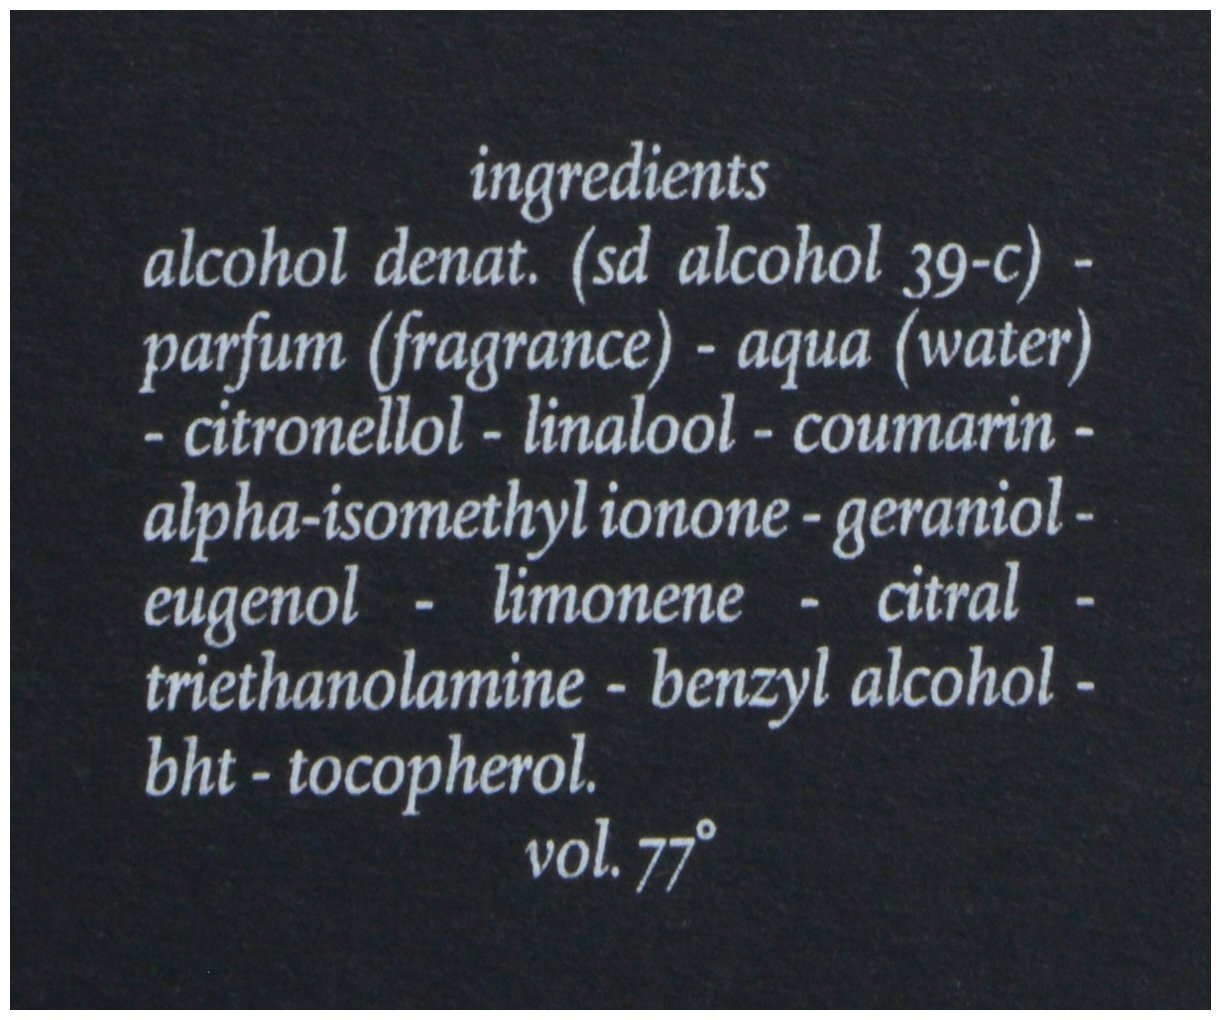 ingredients
alcohol denat. (sd alcohol 39-c) -
parfum (fragrance) - aqua (water)
- citronellol - linalool - coumarin -
alpha-isomethyl ionone - geraniol -
eugenol - limonene - citral -
triethanolamine - benzyl alcohol -
bht - tocopherol.
vol. 77°